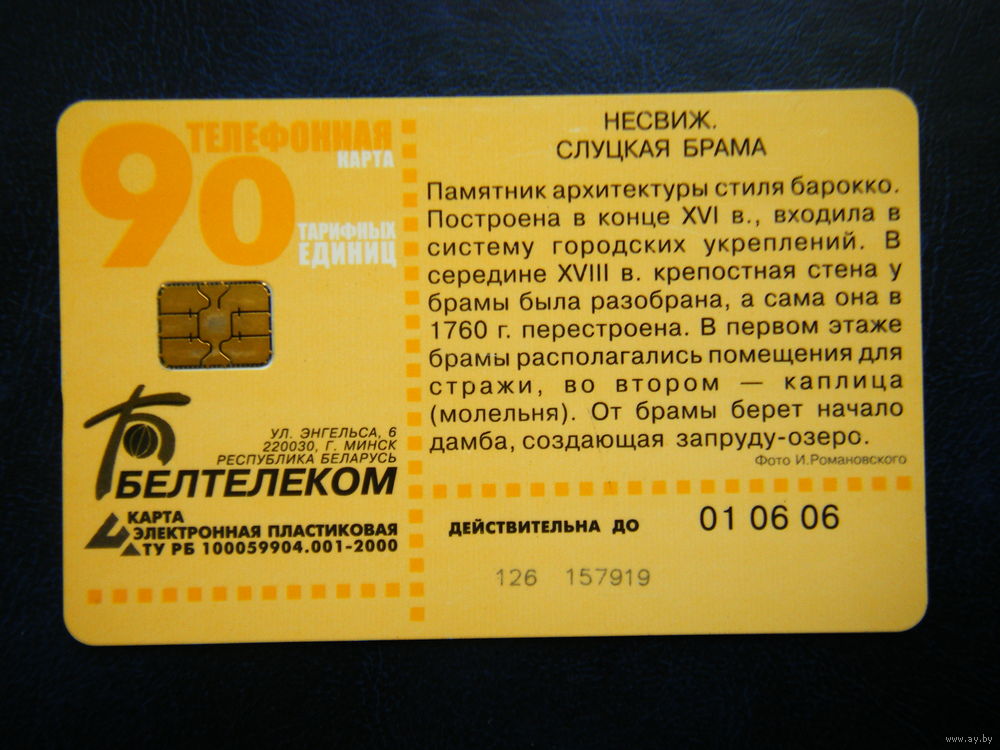 90
ТЕЛЕФОННАЯ
КАРТА
ТАРИФНЫХ
ЕДИНИЦ
БЕЛТЕЛЕКОМ
УЛ. ЭНГЕЛЬСА, 6
220030, Г. МИНСК
РЕСПУБЛИКА БЕЛАРУСЬ
КАРТА
ЭЛЕКТРОННАЯ ПЛАСТИКОВАЯ
ТУ РБ 100059904.001-2000
НЕСВИЖ.
СЛУЦКАЯ БРАМА
Памятник архитектуры стиля барокко.
Построена в конце XVI в., входила в
систему городских укреплений. В
середине XVIII в. крепостная стена у
брамы была разобрана, а сама она в
1760 г. перестроена. В первом этаже
брамы располагались помещения для
стражи, во втором — каплица
(молельня). От брамы берет начало
дамба, создающая запруду-озеро.
Фото И.Романовского
ДЕЙСТВИТЕЛЬНА ДО 01 06 06
126 157919
www.ay.by